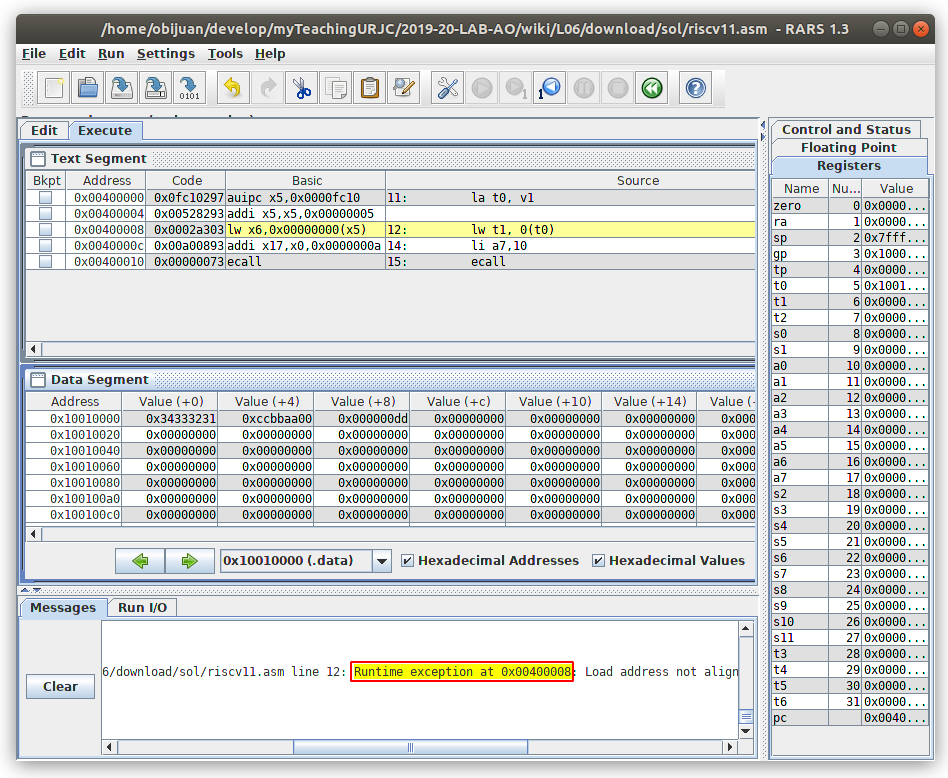 /home/obijuan/develop/myTeachingURJC/2019-20-LAB-AO/wiki/L06/download/sol/riscv11.asm - RARS 1.3
File Edit Run Settings Tools Help
Edit Execute
Text Segment
Bkpt Address Code Basic Source
0x00400000 0x0fc10297 auipc x5,0x0000fc10 11: la t0, v1
0x00400004 0x00528293 addi x5,x5,0x00000005
0x00400008 0x0002a303 lw x6,0x00000000(x5) 12: lw t1, 0(t0)
0x0040000c 0x00a00893 addi x17,x0,0x0000000a 14: li a7,10
0x00400010 0x00000073 ecall 15: ecall
Data Segment
Address Value (+0) Value (+4) Value (+8) Value (+c) Value (+10) Value (+14) Value (
0x10010000 0x34333231 0xccbbaa00 0x000000dd 0x00000000 0x00000000 0x00000000 0x000
0x10010020 0x00000000 0x00000000 0x00000000 0x00000000 0x00000000 0x00000000 0x000
0x10010040 0x00000000 0x00000000 0x00000000 0x00000000 0x00000000 0x00000000 0x000
0x10010060 0x00000000 0x00000000 0x00000000 0x00000000 0x00000000 0x00000000 0x000
0x10010080 0x00000000 0x00000000 0x00000000 0x00000000 0x00000000 0x00000000 0x000
0x100100a0 0x00000000 0x00000000 0x00000000 0x00000000 0x00000000 0x00000000 0x000
0x100100c0 0x00000000 0x00000000 0x00000000 0x00000000 0x00000000 0x00000000 0x000
0x10010000 (.data) Hexadecimal Addresses Hexadecimal Values
Messages Run I/O
Clear
6/download/sol/riscv11.asm line 12: Runtime exception at 0x00400008: Load address not align
Control and Status
Floating Point
Registers
Name Nu... Value
zero 0 0x0000...
ra 1 0x0000...
sp 2 0x7fff...
gp 3 0x1000...
tp 4 0x0000...
t0 5 0x1001...
t1 6 0x0000...
t2 7 0x0000...
s0 8 0x0000...
s1 9 0x0000...
a0 10 0x0000...
a1 11 0x0000...
a2 12 0x0000...
a3 13 0x0000...
a4 14 0x0000...
a5 15 0x0000...
a6 16 0x0000...
a7 17 0x0000...
s2 18 0x0000...
s3 19 0x0000...
s4 20 0x0000...
s5 21 0x0000...
s6 22 0x0000...
s7 23 0x0000...
s8 24 0x0000...
s9 25 0x0000...
s10 26 0x0000...
s11 27 0x0000...
t3 28 0x0000...
t4 29 0x0000...
t5 30 0x0000...
t6 31 0x0000...
pc 0x0040...